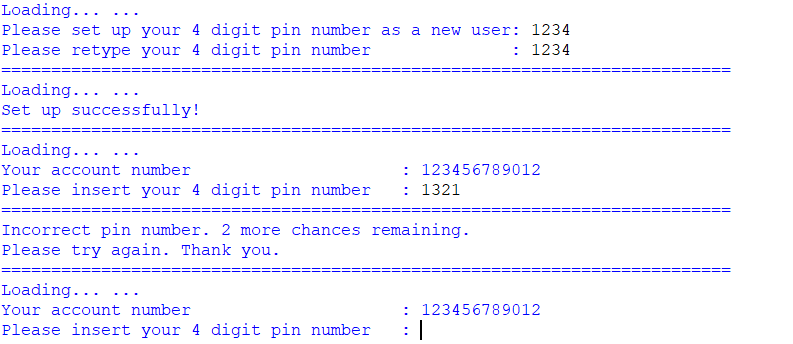 Loading... ...
Please set up your 4 digit pin number as a new user: 1234
Please retype your 4 digit pin number              : 1234
=========================================================================
Loading... ...
Set up successfully!
=========================================================================
Loading... ...
Your account number                     : 123456789012
Please insert your 4 digit pin number   : 1321
=========================================================================
Incorrect pin number. 2 more chances remaining.
Please try again. Thank you.
=========================================================================
Loading... ...
Your account number                     : 123456789012
Please insert your 4 digit pin number   :